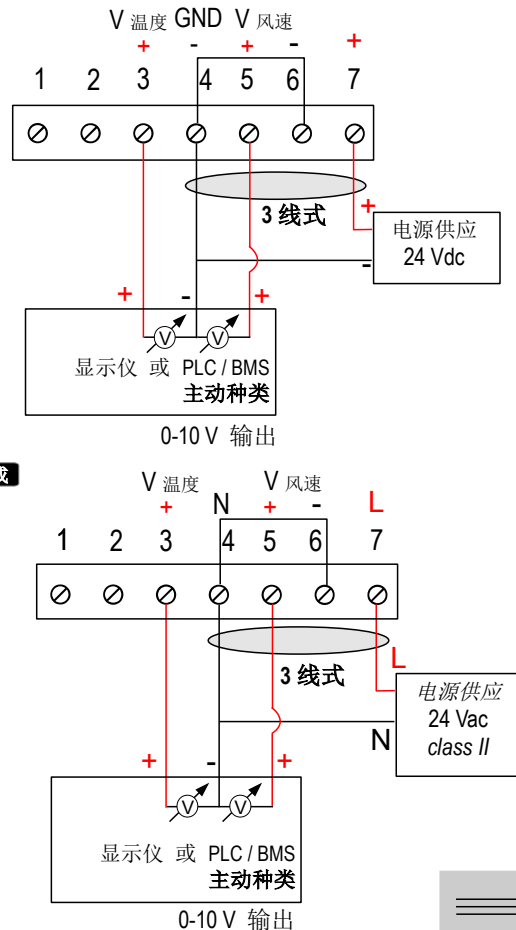 V 温度 GND V 风速
+ - + - +
1 2 3 4 5 6 7
3 线式
+
电源供应
24 Vdc
-
+ - +
V V
显示仪 或 PLC / BMS
主动种类
0-10 V 输出
或
V 温度 N V 风速 L
+ + -
1 2 3 4 5 6 7
3 线式
L
电源供应
24 Vac
class II
N
+ - +
V V
显示仪 或 PLC / BMS
主动种类
0-10 V 输出